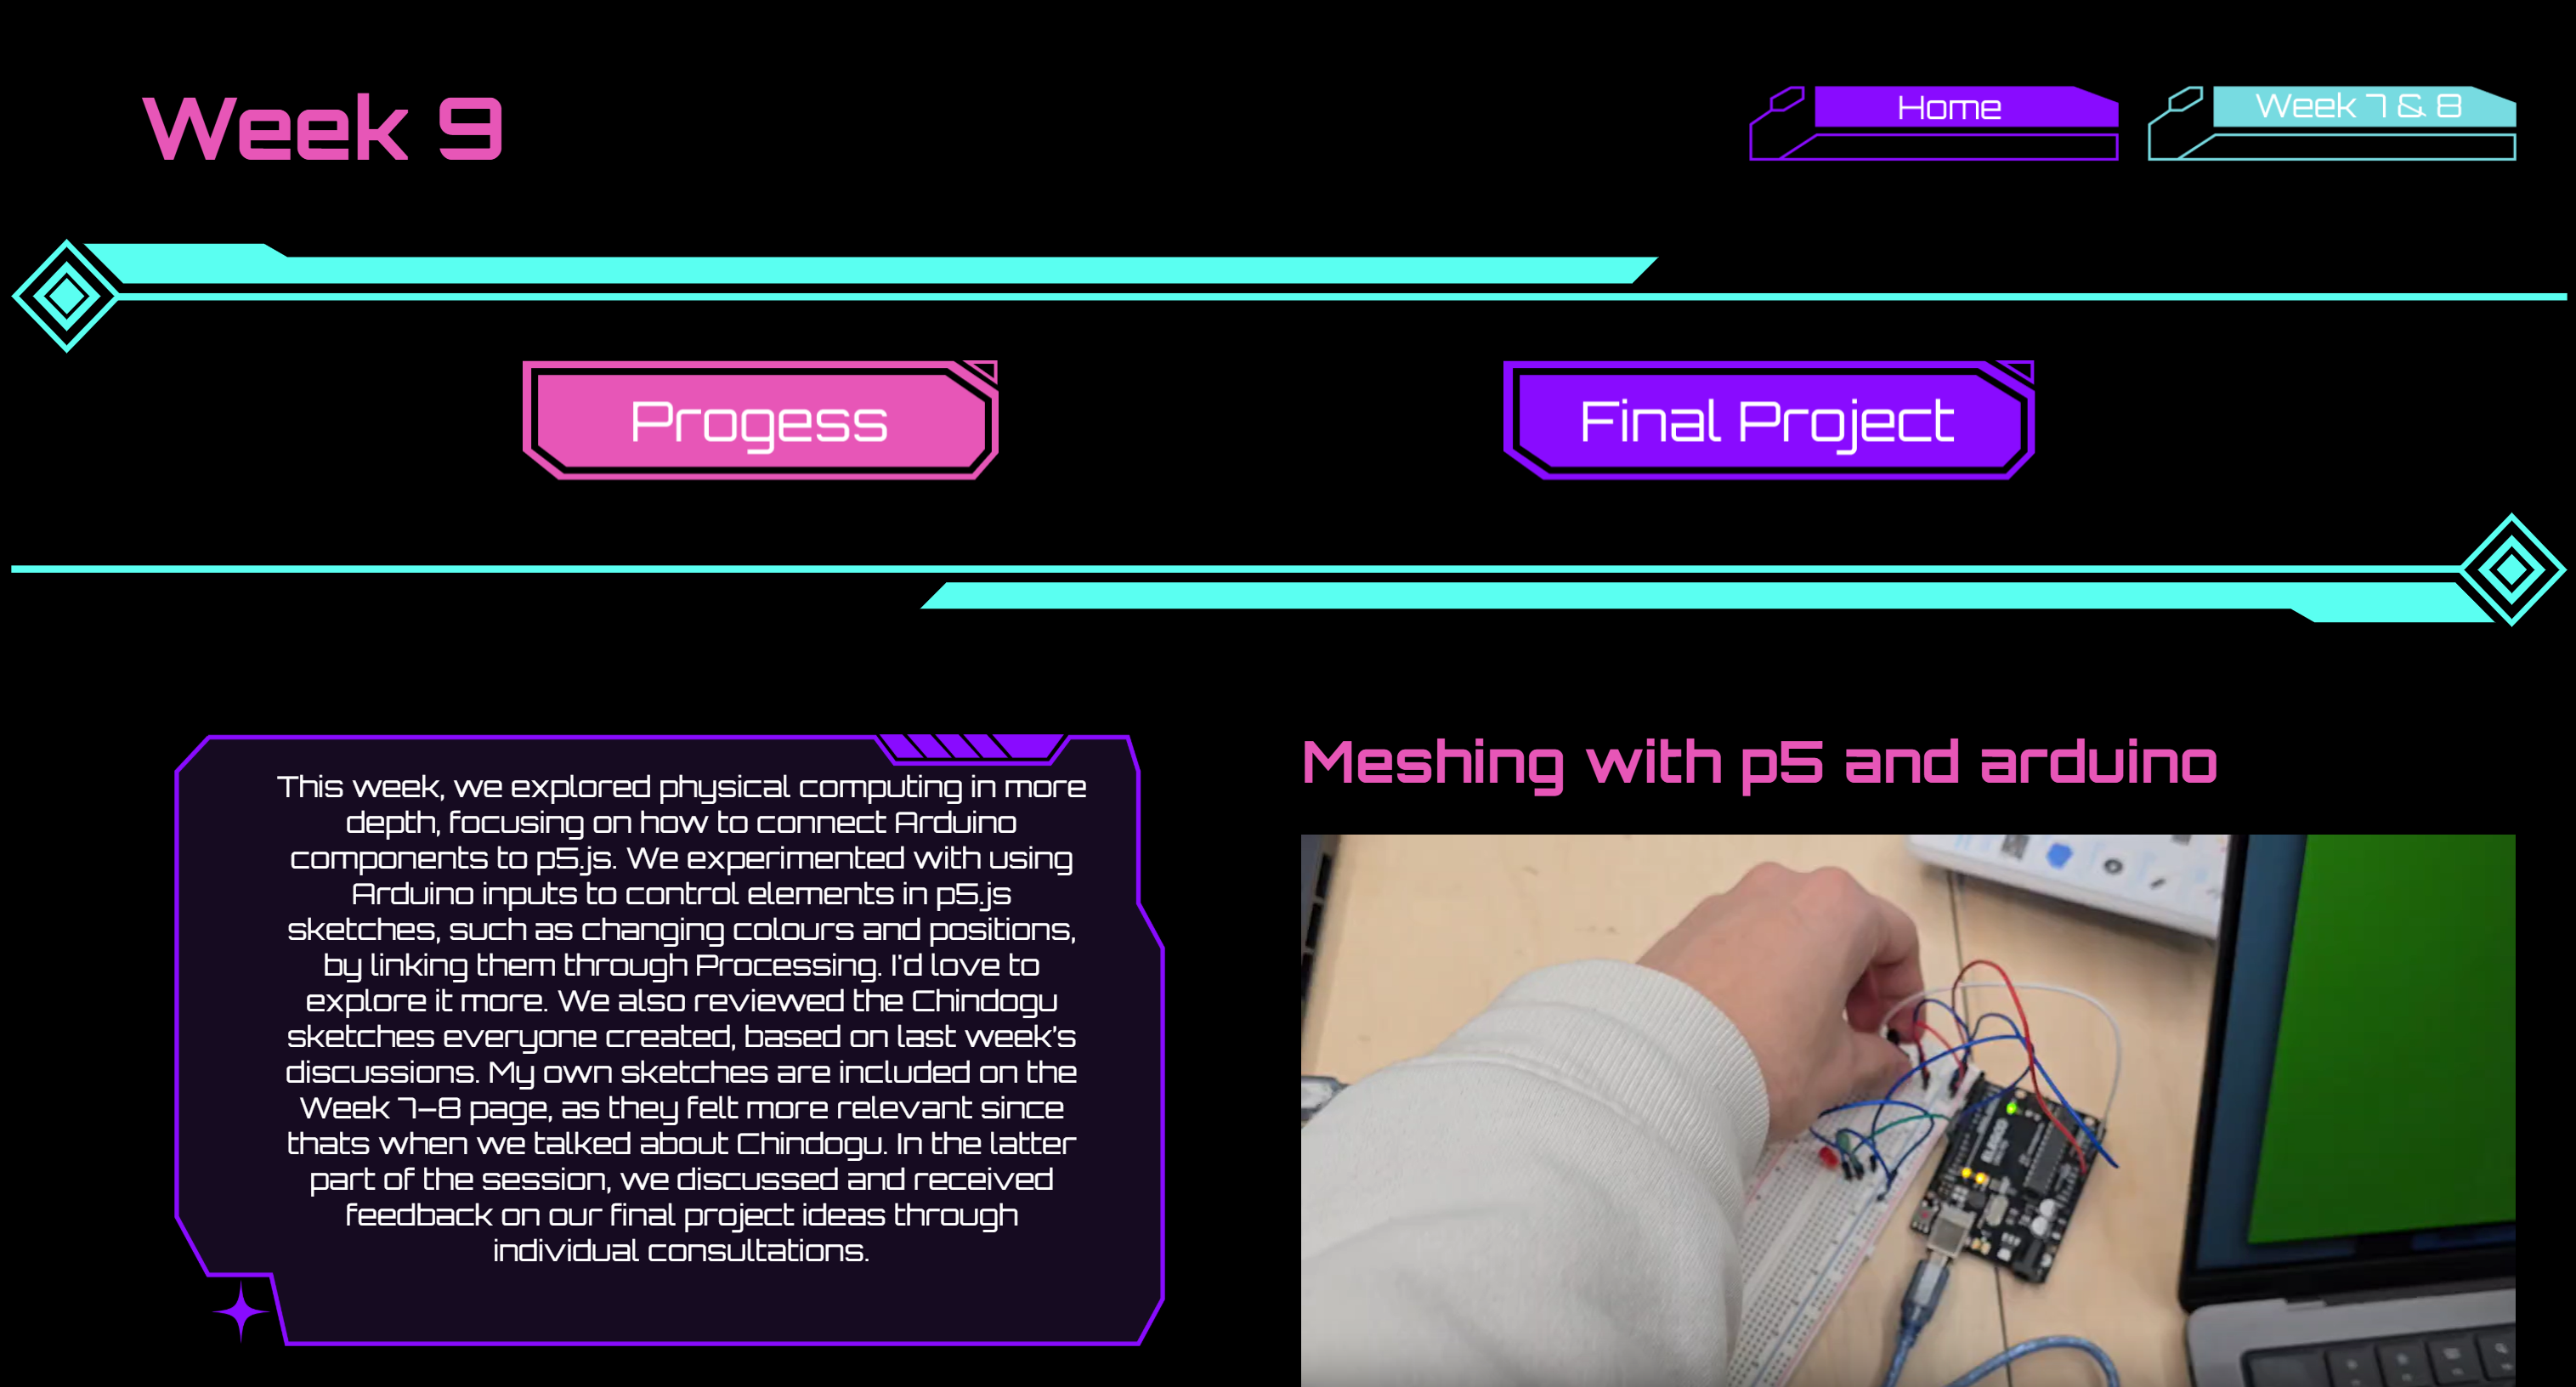 Week 9
Home
Week 7 & 8
Progess
Final Project
This week, we explored physical computing in more
depth, focusing on how to connect Arduino
components to p5.js. We experimented with using
Arduino inputs to control elements in p5.js
sketches, such as changing colours and positions,
by linking them through Processing. I'd love to
explore it more. We also reviewed the Chindogu
sketches everyone created, based on last week's
discussions. My own sketches are included on the
Week 7–8 page, as they felt more relevant since
thats when we talked about Chindogu. In the latter
part of the session, we discussed and received
feedback on our final project ideas through
individual consultations.
Meshing with p5 and arduino
ELEGOO